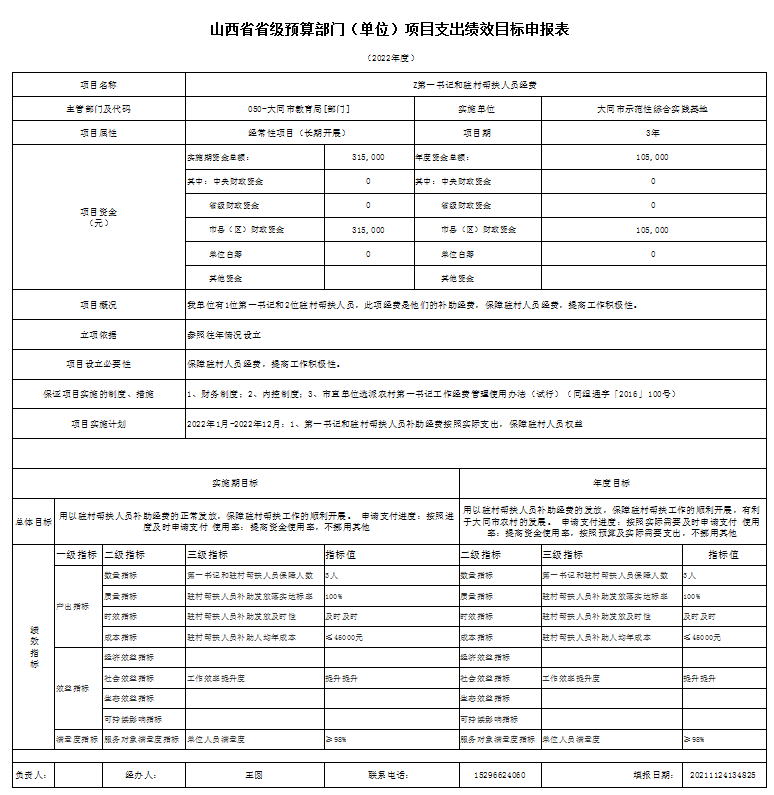 山西省省级预算部门（单位）项目支出绩效目标申报表
（2022年度）
项目名称 Z第一书记和驻村帮扶人员经费
主管部门及代码 050-大同市教育局[部门] 实施单位 大同市示范性综合实践基地
项目属性 经常性项目（长期开展） 项目期 3年
项目资金（元） 实施期资金总额： 315,000 年度资金总额： 105,000
其中：中央财政资金 0 其中：中央财政资金 0
省级财政资金 0 省级财政资金 0
市县（区）财政资金 315,000 市县（区）财政资金 105,000
单位自筹 0 单位自筹 0
其他资金 其他资金
项目概况 我单位有1位第一书记和2位驻村帮扶人员，此项经费是他们的补助经费，保障驻村人员经费，提高工作积极性。
立项依据 参照往年情况设立
项目设立必要性 保障驻村人员经费，提高工作积极性。
保证项目实施的制度、措施 1、财务制度；2、内控制度；3、市直单位选派农村第一书记工作经费管理使用办法（试行）（同组通字「2016」100号）
项目实施计划 2022年1月-2022年12月：1、第一书记和驻村帮扶人员补助经费按照实际支出，保障驻村人员权益
实施期目标 年度目标
总体目标 用以驻村帮扶人员补助经费的正常发放，保障帮扶工作的顺利开展。 申请支付进度：按照进度及时申请支付 使用率：提高资金使用率，不挪用其他 用以驻村帮扶人员补助经费的发放，保障驻村帮扶工作的顺利开展，有利于大同市农村的发展。 申请支付进度：按照实际需要及时申请支付 使用率：提高资金使用率，按照预算及实际需要支出，不挪用其他
绩效指标 一级指标 二级指标 三级指标 指标值 二级指标 三级指标 指标值
产出指标 数量指标 第一书记和驻村帮扶人员保障人数 3人 数量指标 第一书记和驻村帮扶人员保障人数 3人
质量指标 驻村帮扶人员补助发放落实达标率 100% 质量指标 驻村帮扶人员补助发放落实达标率 100%
时效指标 驻村帮扶人员补助发放及时性 及时及时 时效指标 驻村帮扶人员补助发放及时性 及时及时
成本指标 驻村帮扶人员补助人均年成本 ≤45000元 成本指标 驻村帮扶人员补助人均年成本 ≤45000元
效益指标 经济效益指标 经济效益指标
社会效益指标 工作效率提升度 提升提升 社会效益指标 工作效率提升度 提升提升
生态效益指标 生态效益指标
可持续影响指标 可持续影响指标
满意度指标 服务对象满意度指标 单位人员满意度 ≥98% 服务对象满意度指标 单位人员满意度 ≥98%
负责人： 经办人： 王图 联系电话： 15296624060 填报日期： 20211124134825